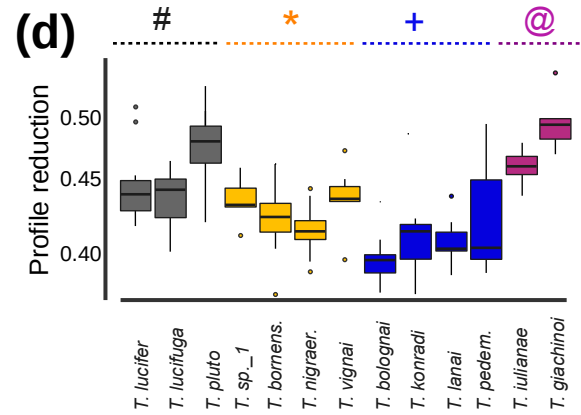 (d)
# * + @
Profile reduction
0.50
0.45
0.40
T. lucifer
T. lucifuga
T. pluto
T. sp._1
T. bornens.
T. nigraer.
T. vignai
T. bolognai
T. konradi
T. lanai
T. pedem.
T. iulianae
T. giachinoi